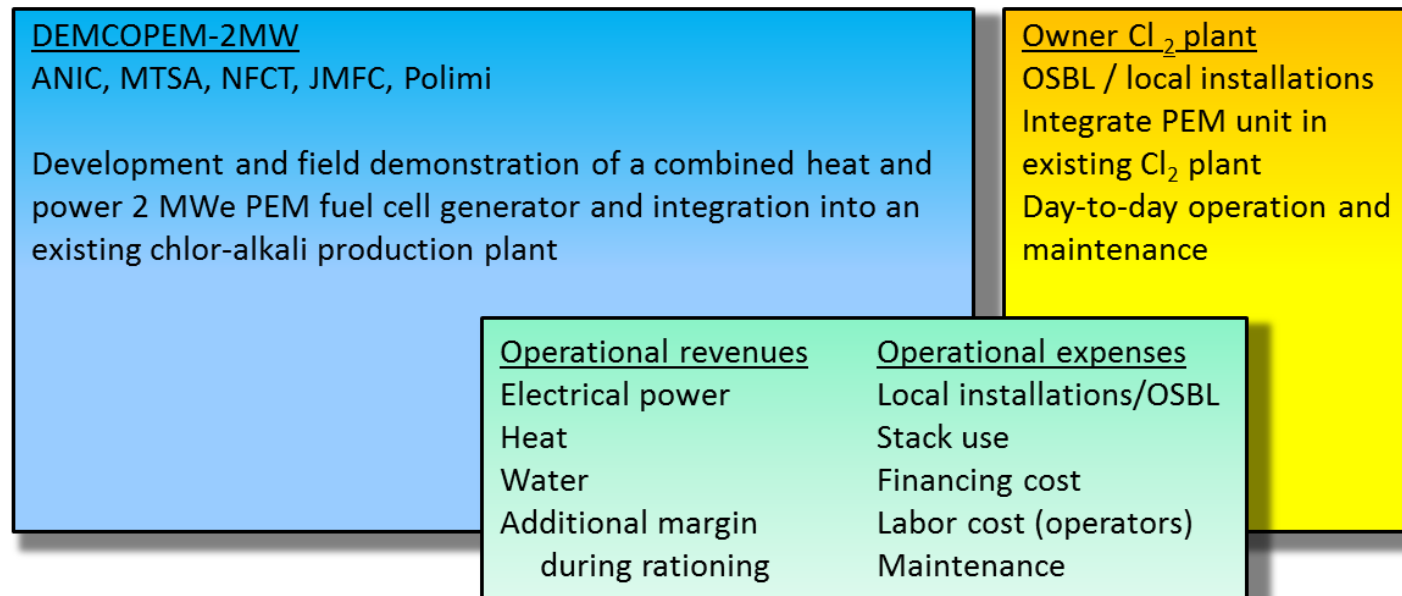 DEMCOPEM-2MW
ANIC, MTSA, NFCT, JMFC, Polimi
Development and field demonstration of a combined heat and
power 2 MWe PEM fuel cell generator and integration into an
existing chlor-alkali production plant
Owner Cl₂ plant
OSBL / local installations
Integrate PEM unit in
existing Cl₂ plant
Day-to-day operation and
maintenance
Operational revenues
Electrical power
Heat
Water
Additional margin
during rationing
Operational expenses
Local installations/OSBL
Stack use
Financing cost
Labor cost (operators)
Maintenance